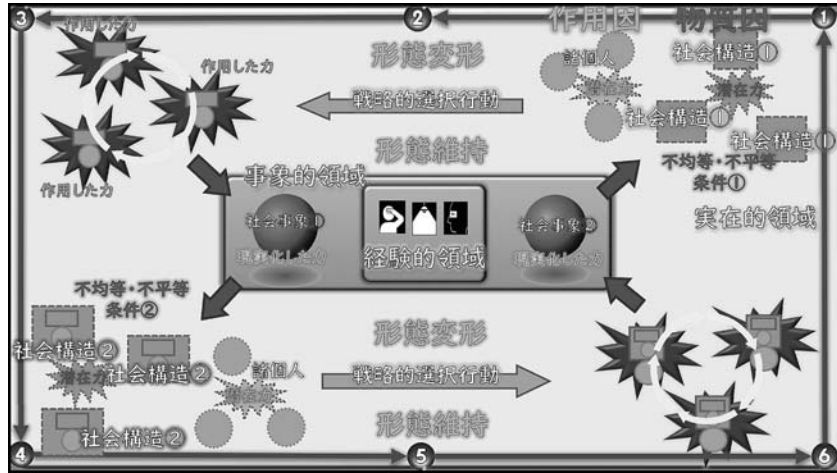 ③
②
作用因
物質因
①
作用した力
社会構造①
形態変形
諸個人
作用した力
潜在力
潜在力
戦略的選択行動
社会構造①
社会構造①
形態維持
不均等・不平等
条件①
作用した力
事象的領域
実在的領域
社会事象①
社会事象②
経験的領域
現勢化した力
現勢化した力
不均等・不平等
条件②
形態変形
社会構造②
諸個人
社会構造②
戦略的選択行動
潜在力
潜在力
形態維持
社会構造②
④
⑤
⑥